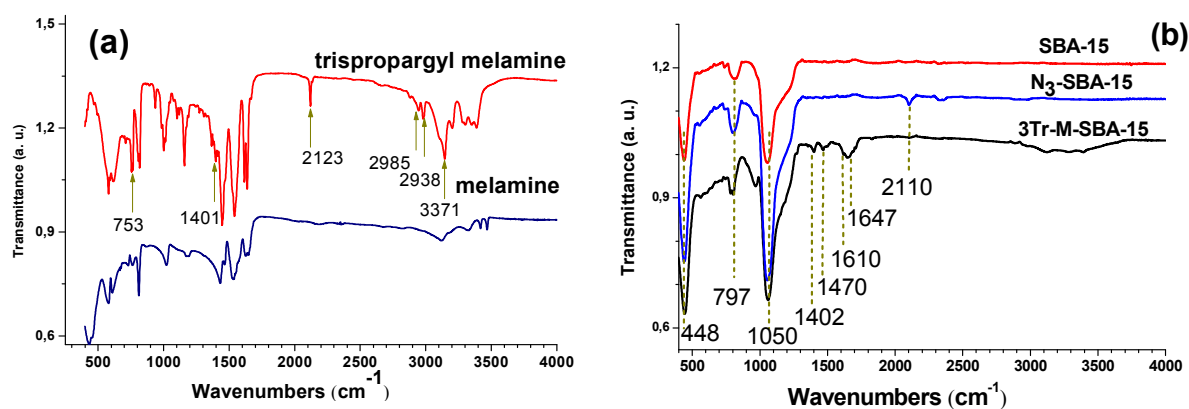 (a)
Transmittance (a. u.)
1,5
1,2
0,9
0,6
trispropargyl melamine
2123
2985
2938
3371
753
1401
melamine
500 1000 1500 2000 2500 3000 3500 4000
Wavenumbers (cm-1)
(b)
Transmittance (a. u.)
1,2
0,9
0,6
SBA-15
N3-SBA-15
3Tr-M-SBA-15
2110
1647
1610
1470
1402
1050
797
448
500 1000 1500 2000 2500 3000 3500 4000
Wavenumbers (cm-1)